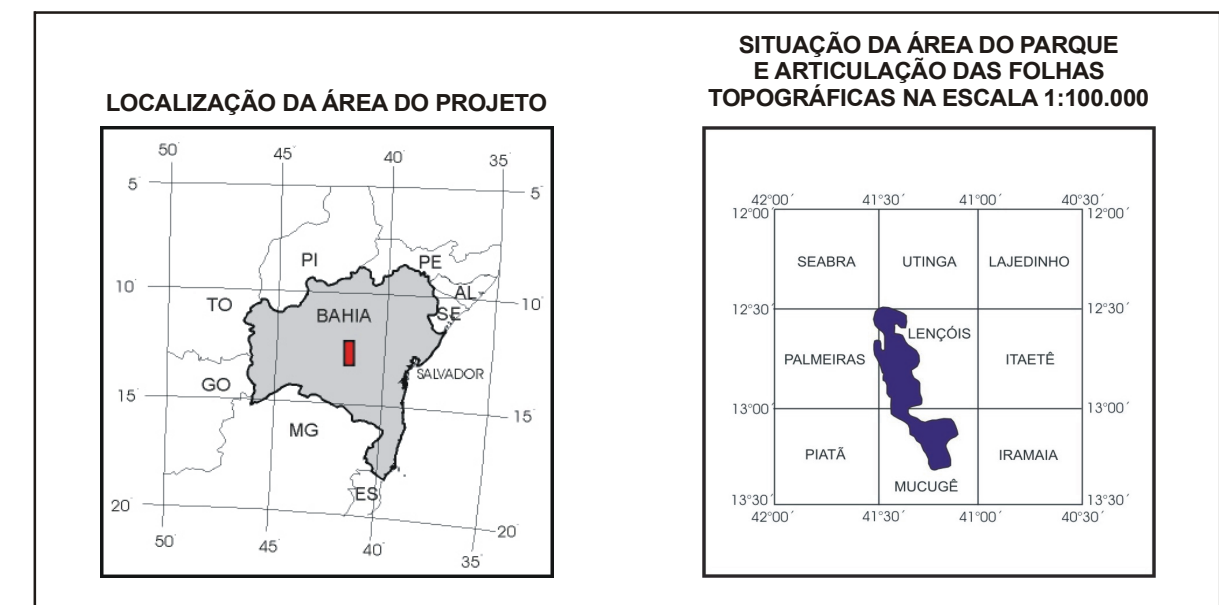 LOCALIZAÇÃO DA ÁREA DO PROJETO
50° 45° 40° 35°
5° 5°
PI PE
10° TO AL 10°
BAHIA SE
GO SALVADOR
15° 15°
MG
ES
20° 20°
50° 45° 40° 35°
SITUAÇÃO DA ÁREA DO PARQUE
E ARTICULAÇÃO DAS FOLHAS
TOPOGRÁFICAS NA ESCALA 1:100.000
42°00´ 41°30´ 41°00´ 40°30´
12°00´ 12°00´
SEABRA UTINGA LAJEDINHO
12°30´ 12°30´
LENÇÓIS
PALMEIRAS ITAETÊ
13°00´ 13°00´
PIATÃ IRAMAIA
MUCUGÊ
13°30´ 13°30´
42°00´ 41°30´ 41°00´ 40°30´